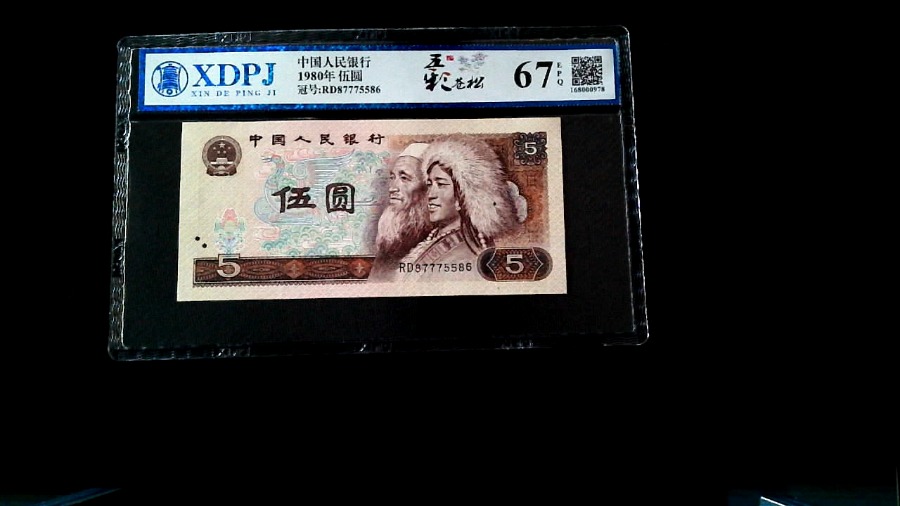 XDPJ
XIN DE PING JI
中国人民银行
1980年 伍圆
冠号:RD87775586
五彩苍松
67
EPQ
168000978
中国人民银行
5
伍圆
5
RD87775586
5